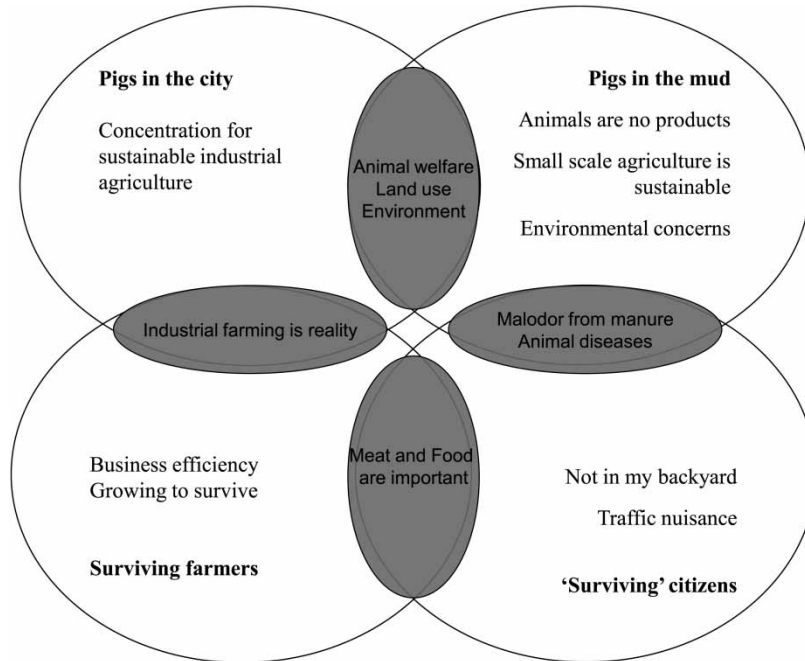 Pigs in the city
Concentration for
sustainable industrial
agriculture
Animal welfare
Land use
Environment
Pigs in the mud
Animals are no products
Small scale agriculture is
sustainable
Environmental concerns
Industrial farming is reality
Malodor from manure
Animal diseases
Business efficiency
Growing to survive
Surviving farmers
Meat and Food
are important
Not in my backyard
Traffic nuisance
‘Surviving’ citizens